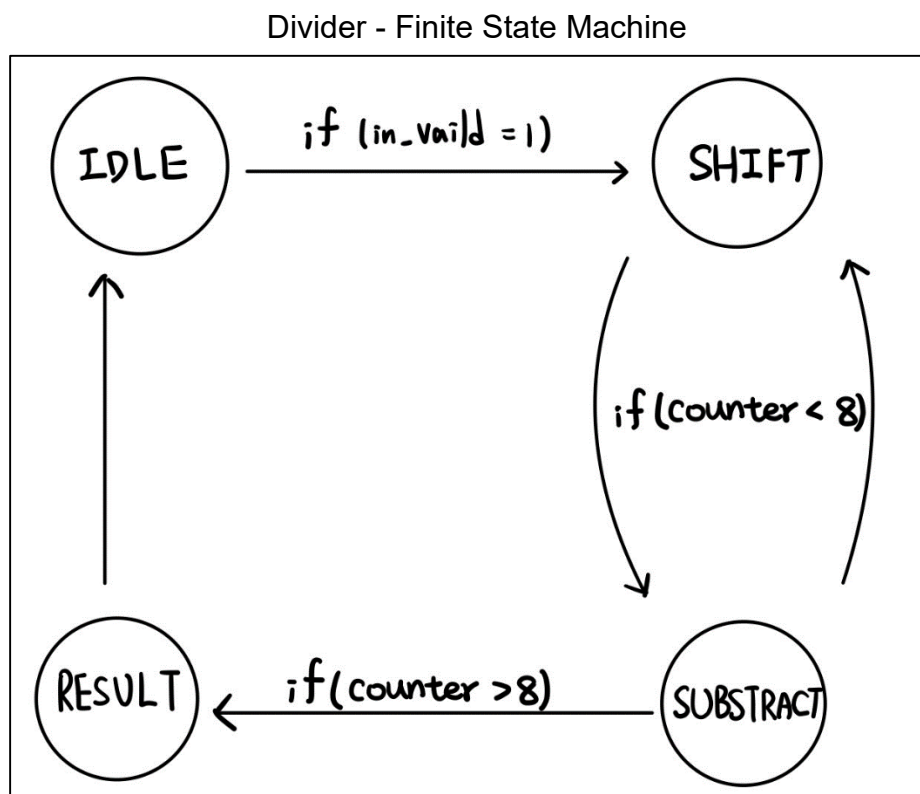 Divider - Finite State Machine
IDLE
if (in_vaild = 1)
SHIFT
if (counter < 8)
RESULT
if (counter > 8)
SUBSTRACT